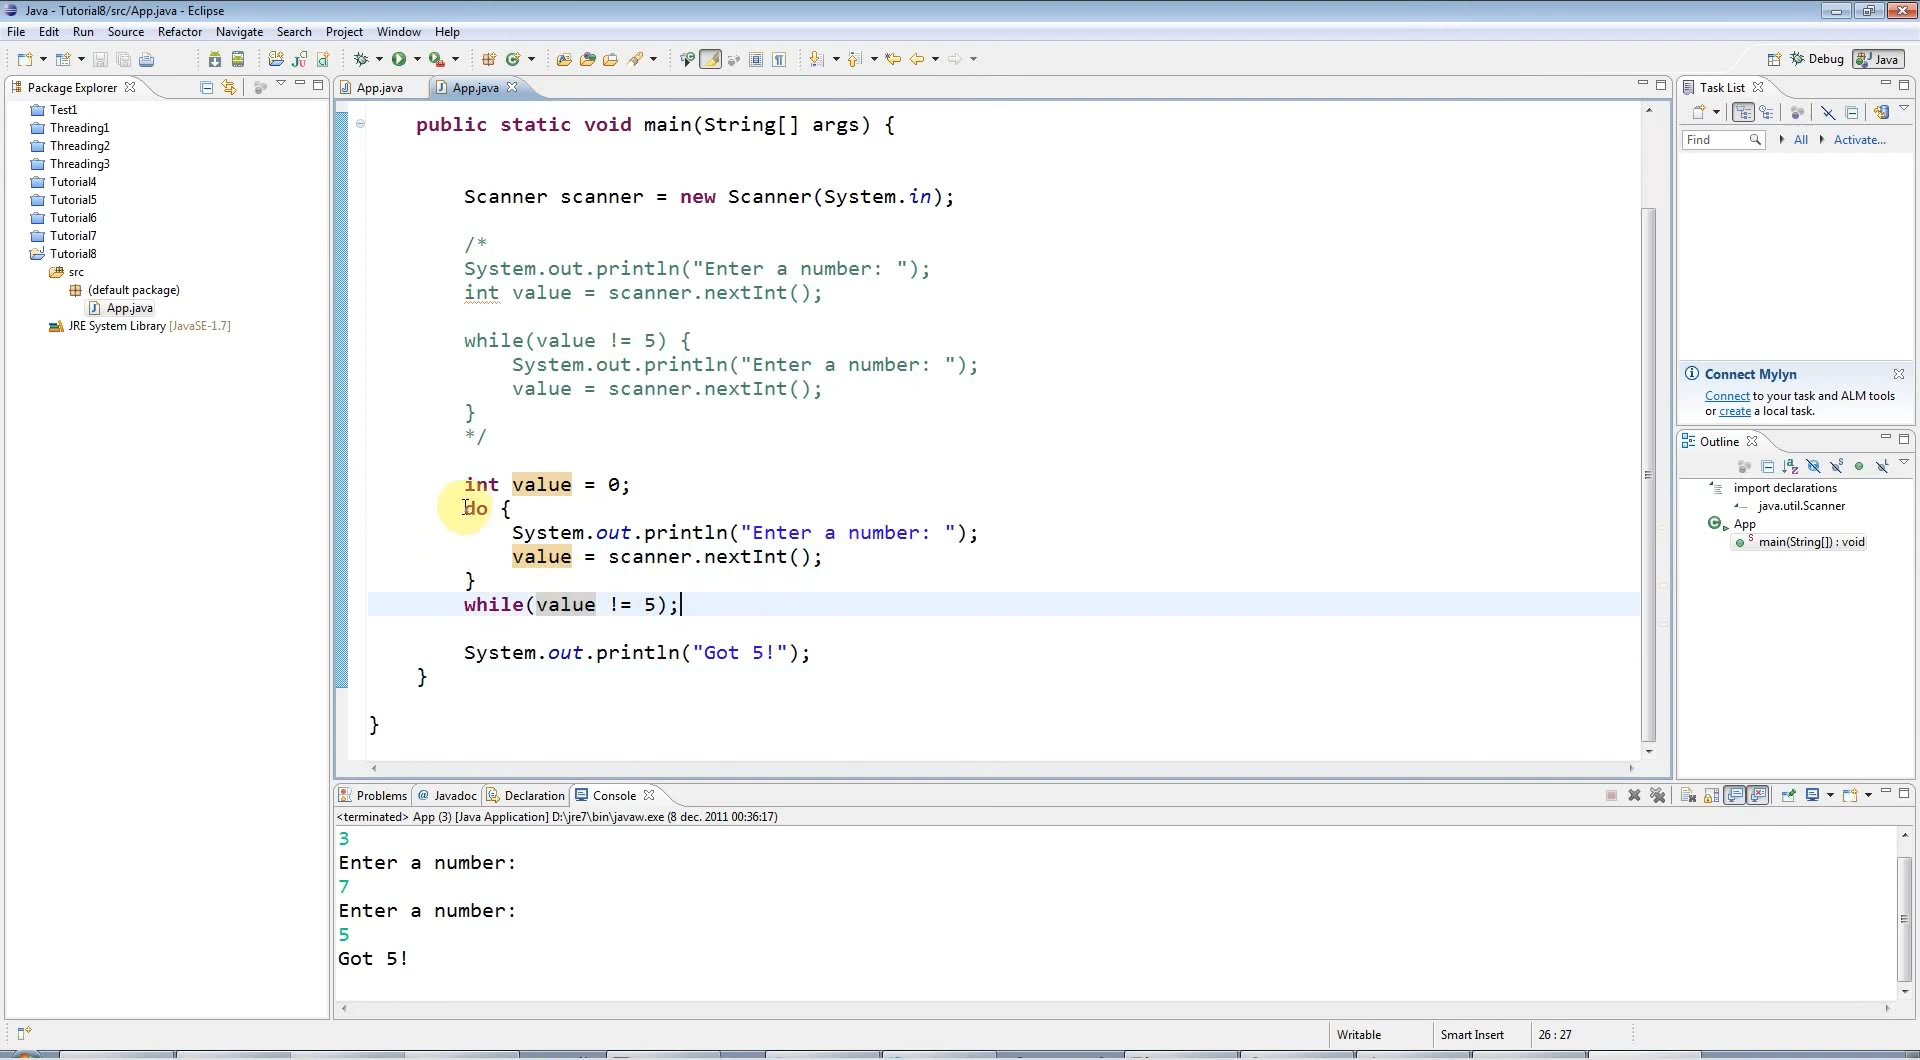 Java - Tutorial8/src/App.java - Eclipse
File Edit Run Source Refactor Navigate Search Project Window Help
Debug Java
Package Explorer
Test1
Threading1
Threading2
Threading3
Tutorial4
Tutorial5
Tutorial6
Tutorial7
Tutorial8
src
(default package)
App.java
JRE System Library [JavaSE-1.7]
App.java App.java
public static void main(String[] args) {
Scanner scanner = new Scanner(System.in);
/*
System.out.println("Enter a number: ");
int value = scanner.nextInt();
while(value != 5) {
System.out.println("Enter a number: ");
value = scanner.nextInt();
}
*/
int value = 0;
do {
System.out.println("Enter a number: ");
value = scanner.nextInt();
}
while(value != 5);
System.out.println("Got 5!");
}
}
Task List
Find All Activate...
Connect Mylyn
Connect to your task and ALM tools
or create a local task.
Outline
import declarations
java.util.Scanner
App
main(String[]) : void
Problems Javadoc Declaration Console
<terminated> App (3) [Java Application] D:\jre7\bin\javaw.exe (8 dec. 2011 00:36:17)
3
Enter a number:
7
Enter a number:
5
Got 5!
Writable Smart Insert 26 : 27